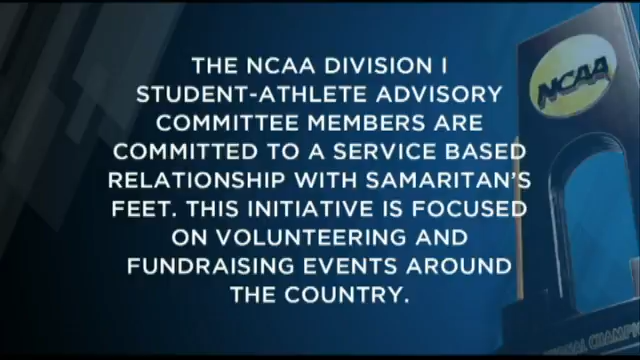 THE NCAA DIVISION I
STUDENT-ATHLETE ADVISORY
COMMITTEE MEMBERS ARE
COMMITTED TO A SERVICE BASED
RELATIONSHIP WITH SAMARITAN'S
FEET. THIS INITIATIVE IS FOCUSED
ON VOLUNTEERING AND
FUNDRAISING EVENTS AROUND
THE COUNTRY.
NCAA